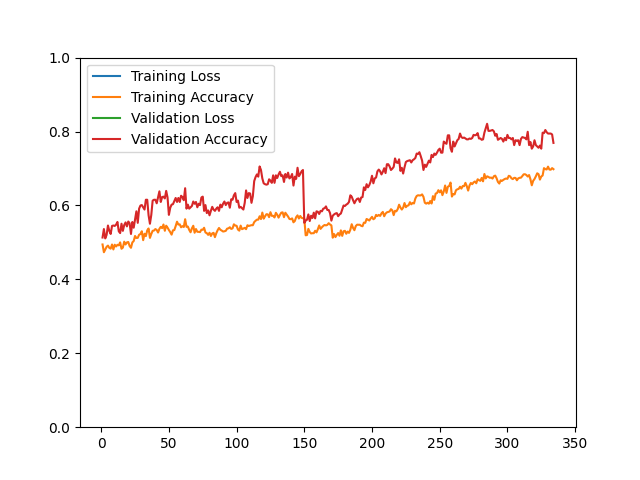 1.0
0.8
0.6
0.4
0.2
0.0
Training Loss
Training Accuracy
Validation Loss
Validation Accuracy
0 50 100 150 200 250 300 350